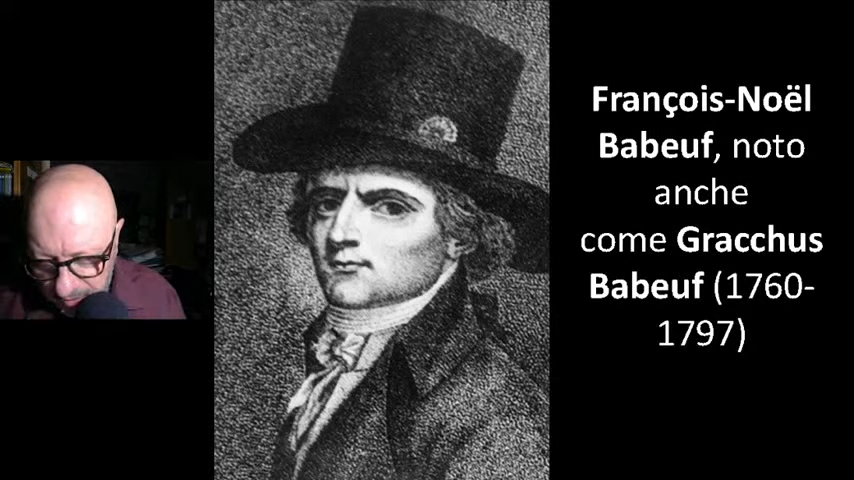 François-Noël
Babeuf, noto
anche
come Gracchus
Babeuf (1760-
1797)